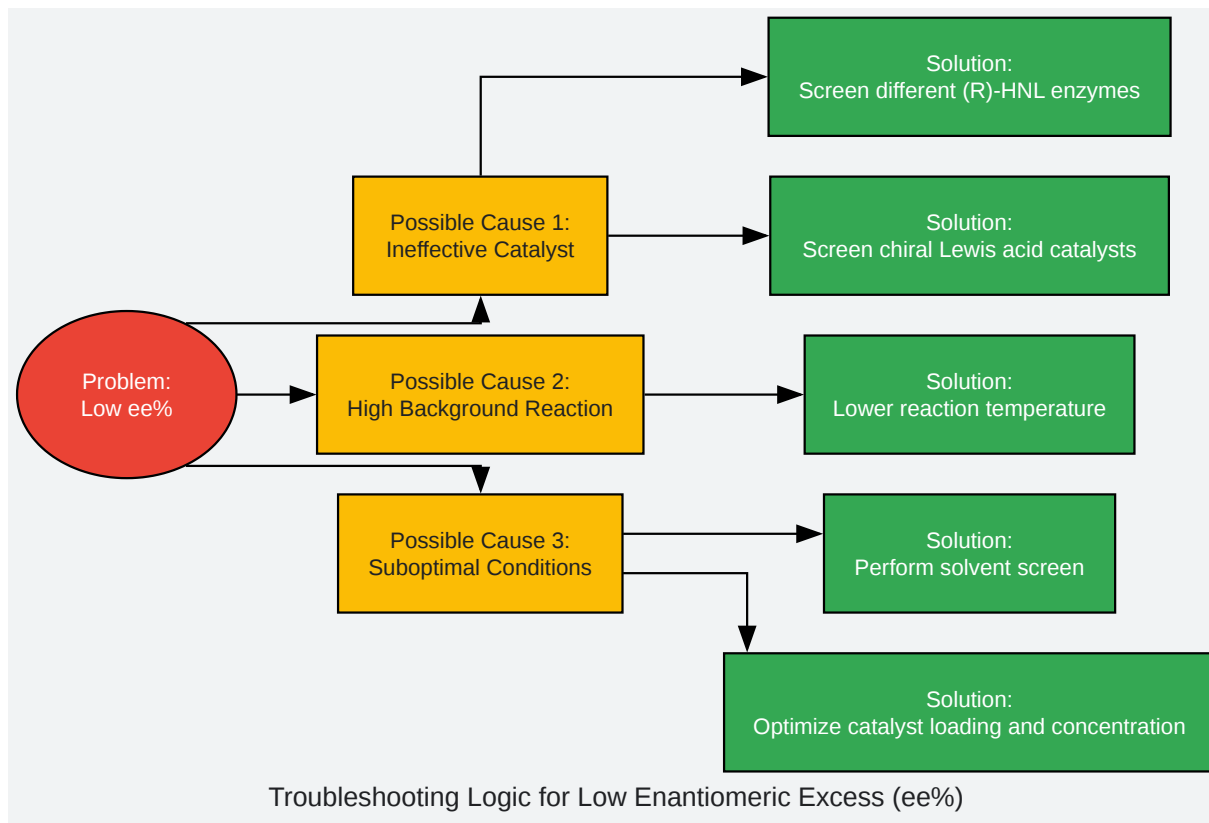 Solution:
Screen different (R)-HNL enzymes
Possible Cause 1:
Ineffective Catalyst
Solution:
Screen chiral Lewis acid catalysts
Problem:
Low ee%
Possible Cause 2:
High Background Reaction
Solution:
Lower reaction temperature
Possible Cause 3:
Suboptimal Conditions
Solution:
Perform solvent screen
Solution:
Optimize catalyst loading and concentration
Troubleshooting Logic for Low Enantiomeric Excess (ee%)